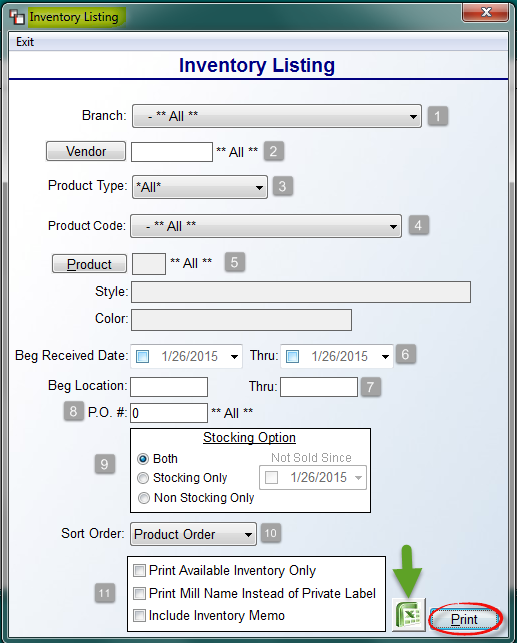 Inventory Listing
Exit
Inventory Listing
Branch: - ** All ** 1
Vendor ** All ** 2
Product Type: *All* 3
Product Code: - ** All ** 4
Product ** All ** 5
Style:
Color:
Beg Received Date: 1/26/2015 Thru: 1/26/2015 6
Beg Location: Thru: 7
8 P.O. #: 0 ** All **
Stocking Option
9 Both Not Sold Since
Stocking Only 1/26/2015
Non Stocking Only
Sort Order: Product Order 10
Print Available Inventory Only
11 Print Mill Name Instead of Private Label
Include Inventory Memo
Print